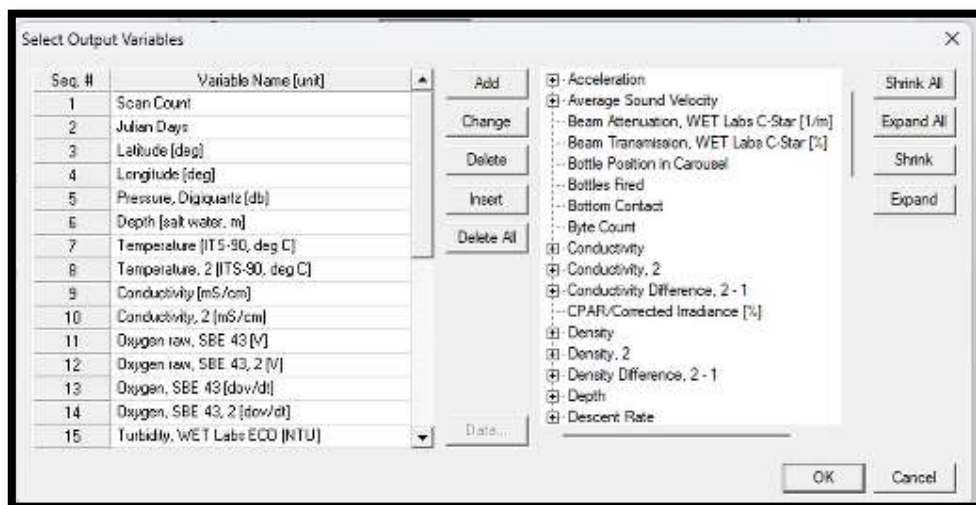 Select Output Variables
Seq. # Variable Name [unit]
1 Scan Count
2 Julian Days
3 Latitude [deg]
4 Longitude [deg]
5 Pressure, Digiquartz [db]
6 Depth [salt water, m]
7 Temperature [ITS-90, deg C]
8 Temperature, 2 [ITS-90, deg C]
9 Conductivity [mS/cm]
10 Conductivity, 2 [mS/cm]
11 Oxygen raw, SBE 43 [V]
12 Oxygen raw, SBE 43, 2 [V]
13 Oxygen, SBE 43 [dov/dt]
14 Oxygen, SBE 43, 2 [dov/dt]
15 Turbidity, WET Labs ECO [NTU]
Add
Change
Delete
Insert
Delete All
Data...
Acceleration
Average Sound Velocity
Beam Attenuation, WET Labs C-Star [1/m]
Beam Transmission, WET Labs C-Star [%]
Bottle Position in Carousel
Bottles Fired
Bottom Contact
Byte Count
Conductivity
Conductivity, 2
Conductivity Difference, 2 - 1
CPAR/Corrected Irradiance [%]
Density
Density, 2
Density Difference, 2 - 1
Depth
Descent Rate
Shrink All
Expand All
Shrink
Expand
OK Cancel